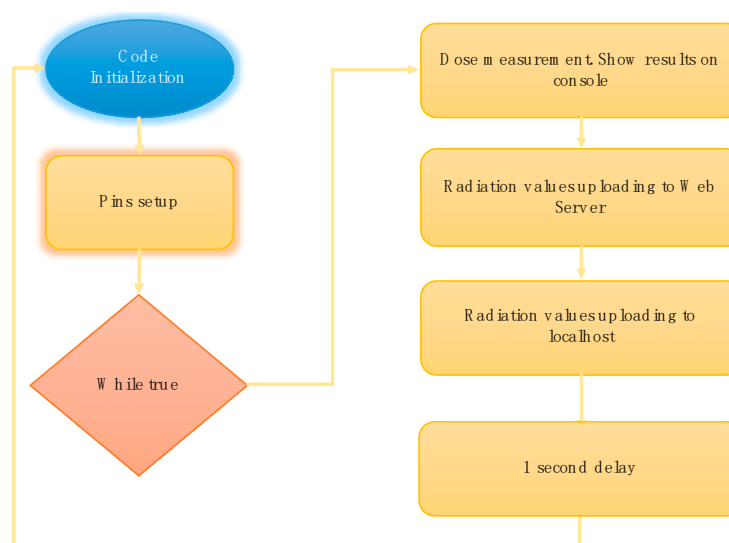 Code
Initialization
Pins setup
While true
Dose measurement. Show results on
console
Radiation values uploading to Web
Server
Radiation values uploading to
localhost
1 second delay